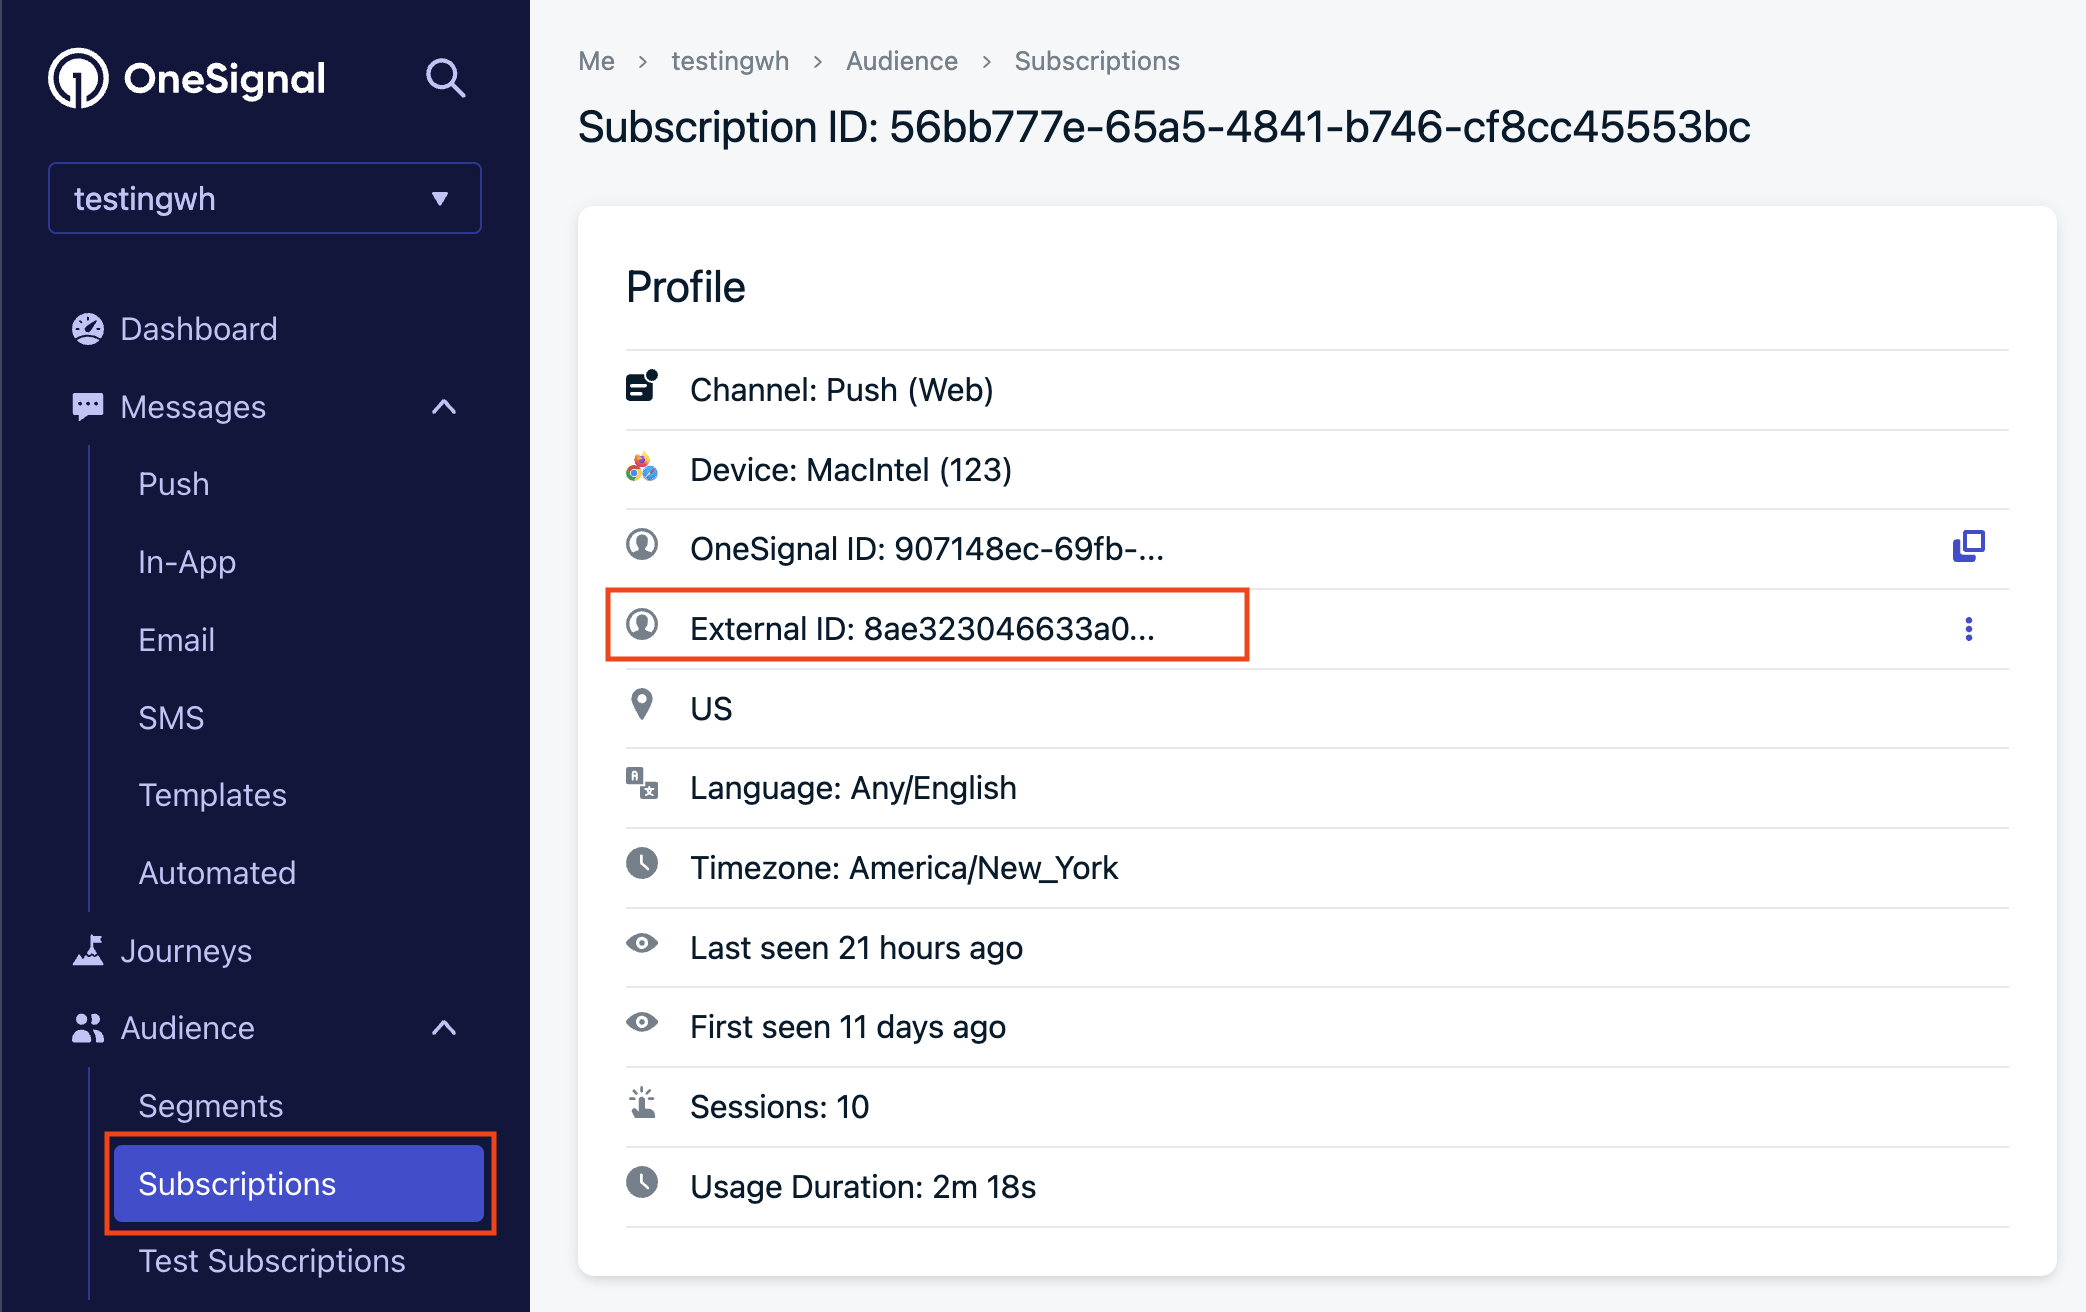 OneSignal
testingwh
Dashboard
Messages
Push
In-App
Email
SMS
Templates
Automated
Journeys
Audience
Segments
Subscriptions
Test Subscriptions
Me > testingwh > Audience > Subscriptions
Subscription ID: 56bb777e-65a5-4841-b746-cf8cc45553bc
Profile
Channel: Push (Web)
Device: MacIntel (123)
OneSignal ID: 907148ec-69fb-...
External ID: 8ae323046633a0...
US
Language: Any/English
Timezone: America/New_York
Last seen 21 hours ago
First seen 11 days ago
Sessions: 10
Usage Duration: 2m 18s